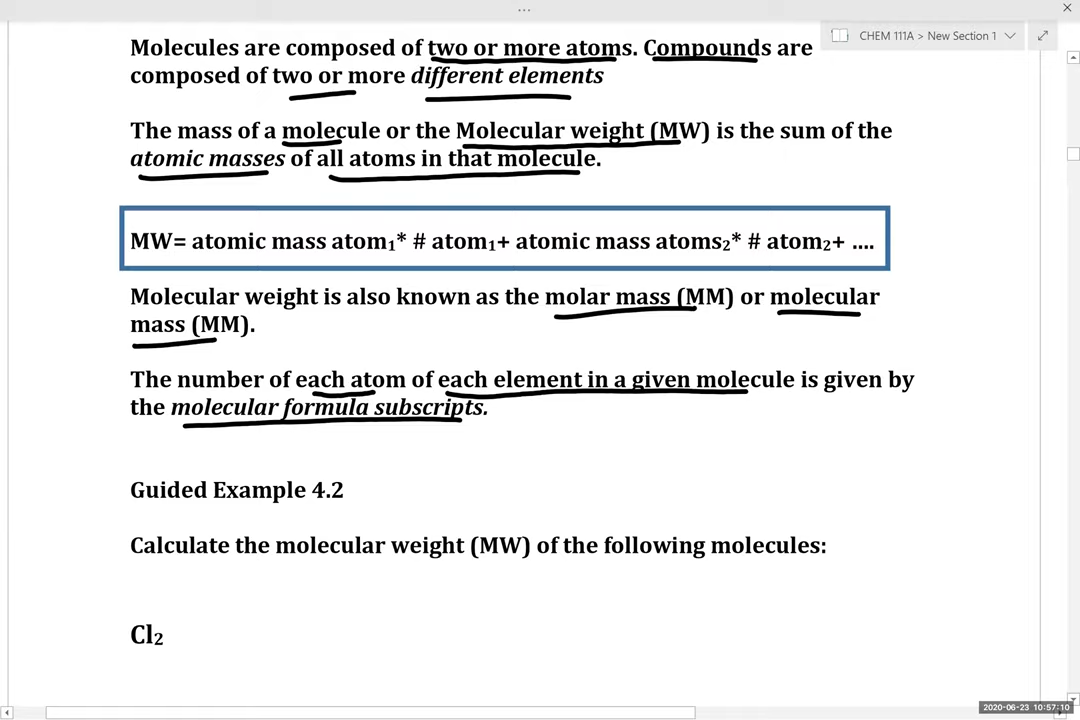 CHEM 111A > New Section 1
Molecules are composed of two or more atoms. Compounds are
composed of two or more different elements
The mass of a molecule or the Molecular weight (MW) is the sum of the
atomic masses of all atoms in that molecule.
MW= atomic mass atom₁* # atom₁+ atomic mass atoms₂* # atom₂+ ....
Molecular weight is also known as the molar mass (MM) or molecular
mass (MM).
The number of each atom of each element in a given molecule is given by
the molecular formula subscripts.
Guided Example 4.2
Calculate the molecular weight (MW) of the following molecules:
Cl₂
2020-06-23 10:57:10